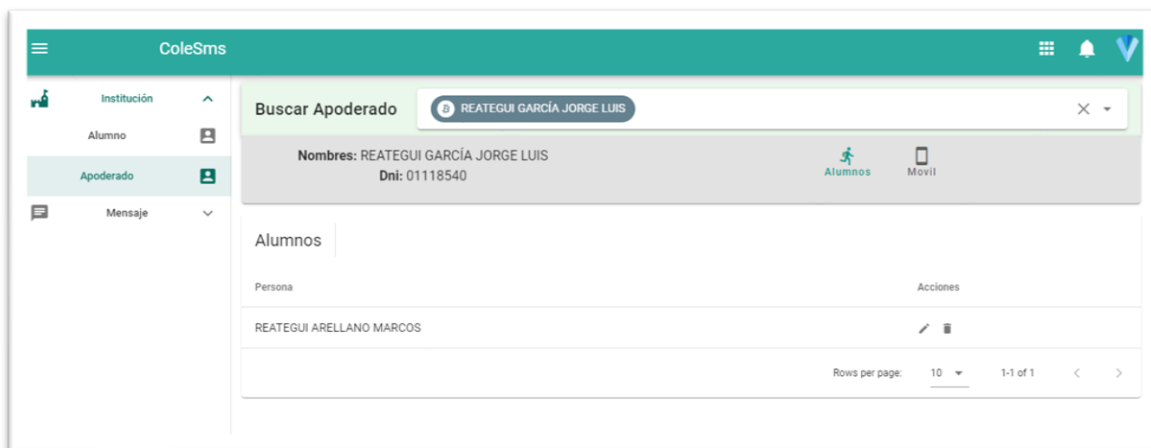 ColeSms
Institución
Alumno
Apoderado
Mensaje
Buscar Apoderado REATEGUI GARCÍA JORGE LUIS
Nombres: REATEGUI GARCÍA JORGE LUIS
Dni: 01118540
Alumnos Movil
Alumnos
Persona Acciones
REATEGUI ARELLANO MARCOS
Rows per page: 10 1-1 of 1